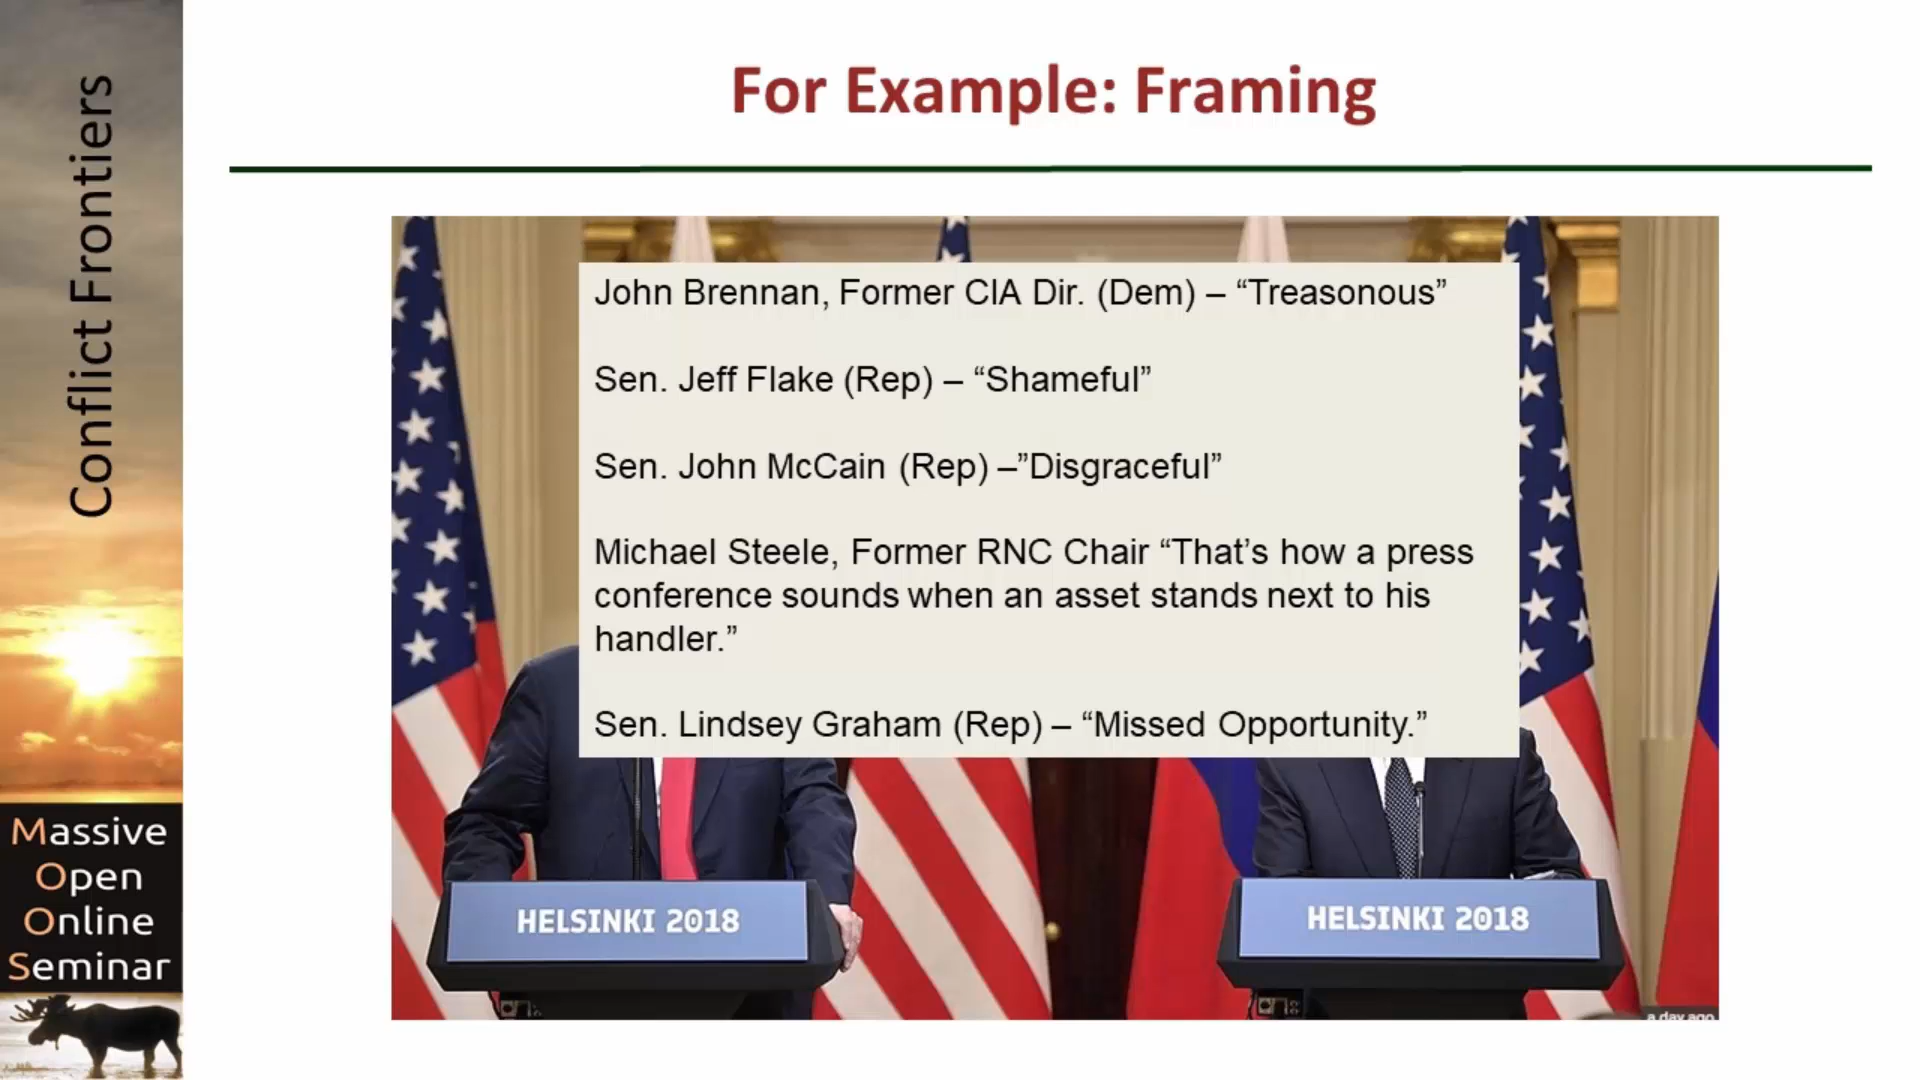 Conflict Frontiers
For Example: Framing
John Brennan, Former CIA Dir. (Dem) – “Treasonous”
Sen. Jeff Flake (Rep) – “Shameful”
Sen. John McCain (Rep) –”Disgraceful”
Michael Steele, Former RNC Chair “That’s how a press
conference sounds when an asset stands next to his
handler.”
Sen. Lindsey Graham (Rep) – “Missed Opportunity.”
HELSINKI 2018
HELSINKI 2018
a day ago
Massive
Open
Online
Seminar